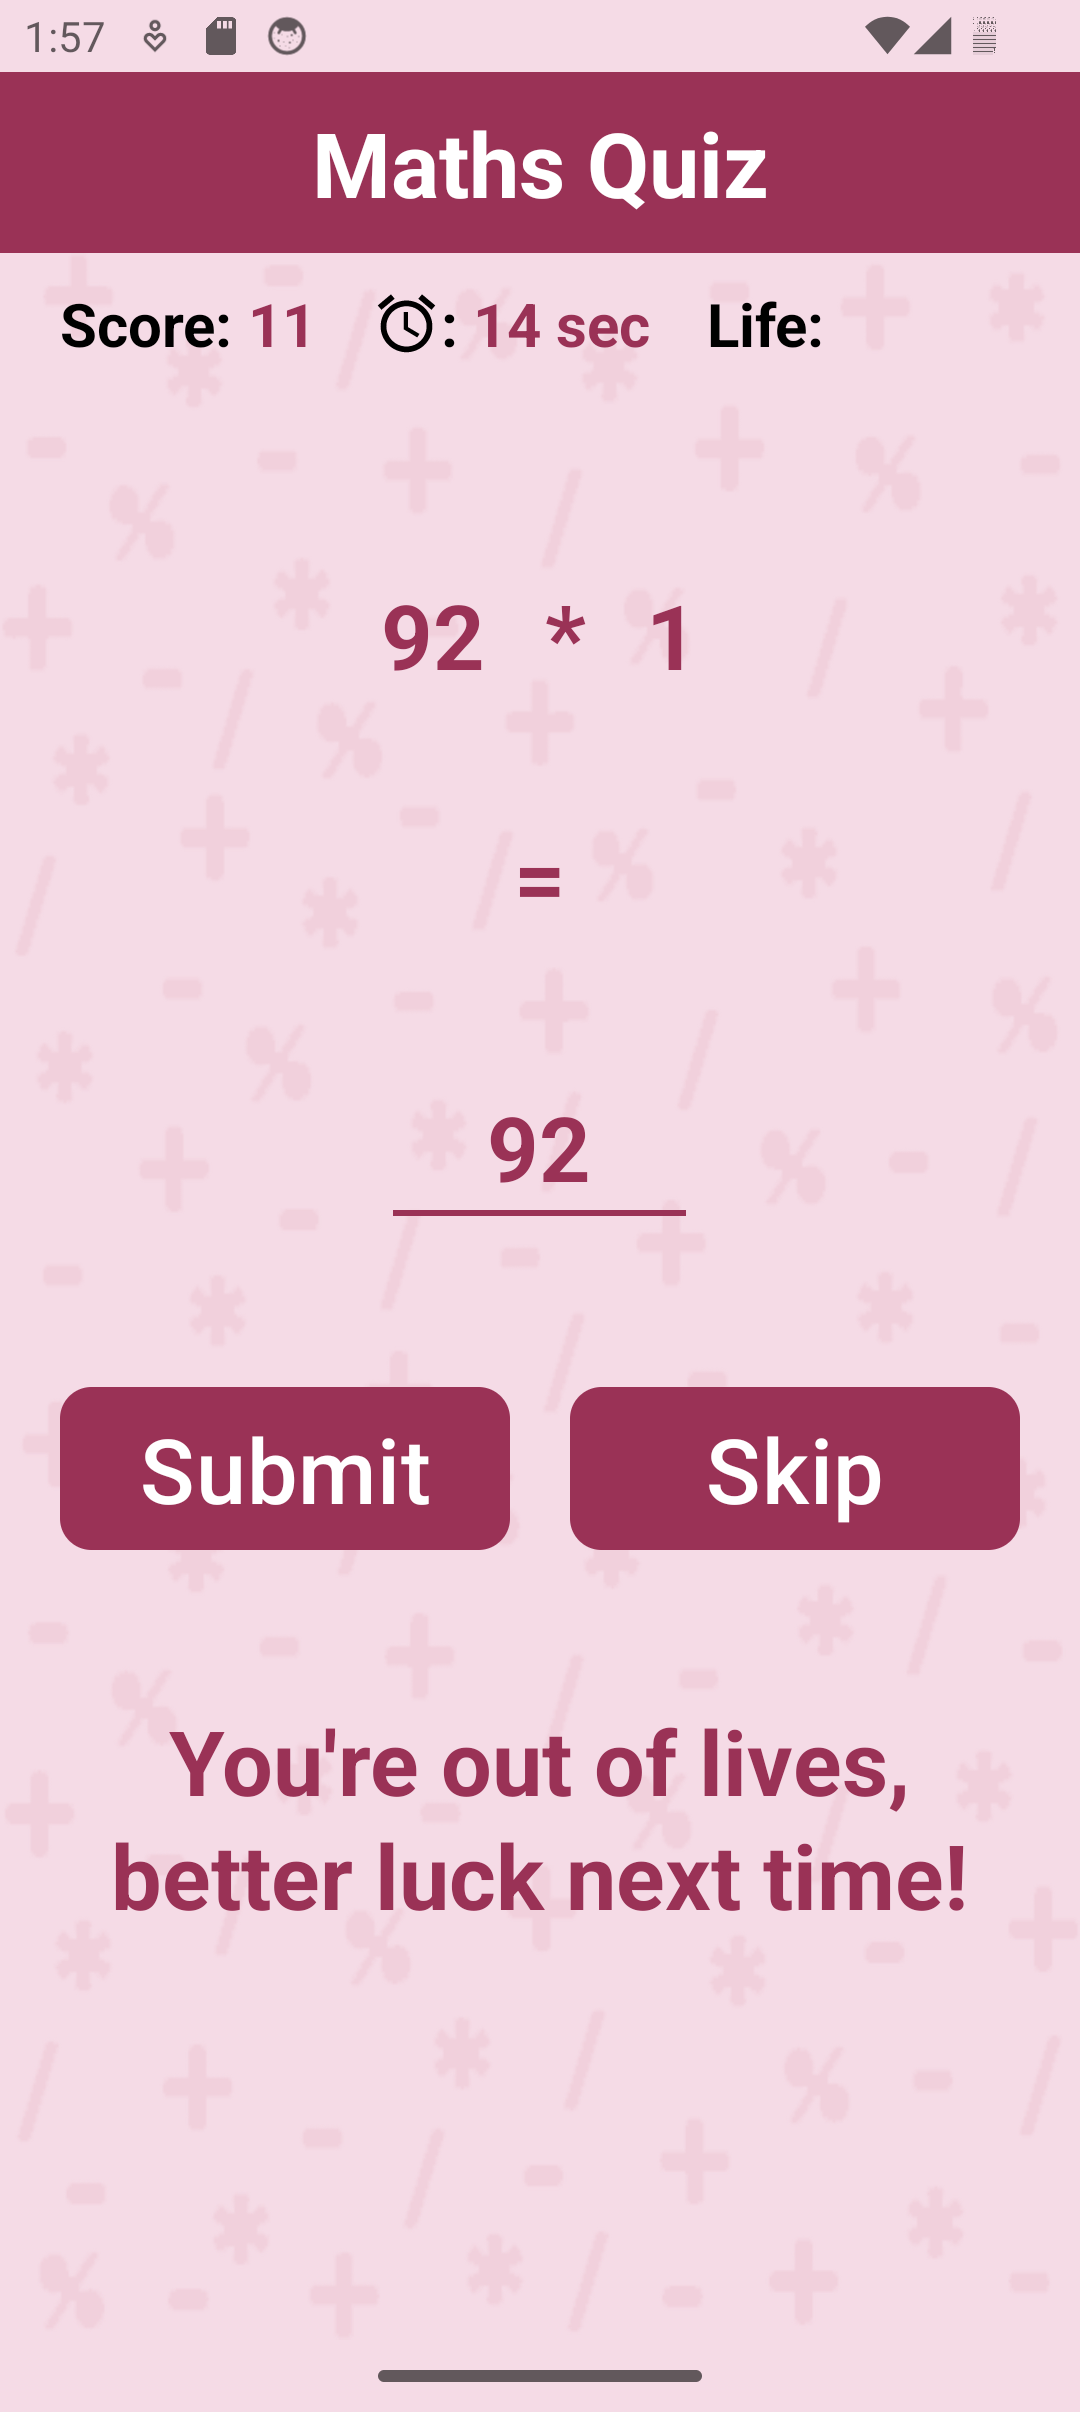 1:57
Maths Quiz
Score: 11 : 14 sec Life:
92 * 1
=
92
Submit Skip
You're out of lives,
better luck next time!